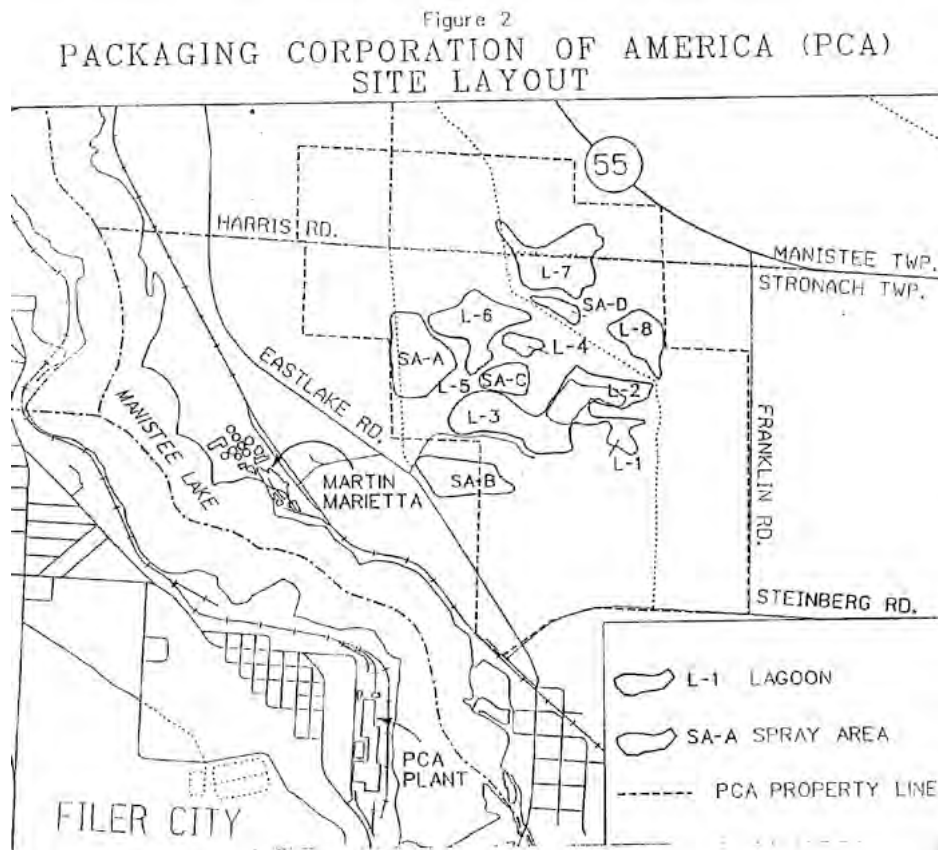 Figure 2
PACKAGING CORPORATION OF AMERICA (PCA)
SITE LAYOUT
55
HARRIS RD.
MANISTEE TWP.
STRONACH TWP.
L-7
SA-D
L-6
L-8
L-4
SA-A
L-5
SA-C
L-2
L-3
L-1
EASTLAKE RD.
MANISTEE LAKE
FRANKLIN RD.
MARTIN
MARIETTA
SA-B
STEINBERG RD.
L-1 LAGOON
SA-A SPRAY AREA
PCA PROPERTY LINE
PCA
PLANT
FILER CITY